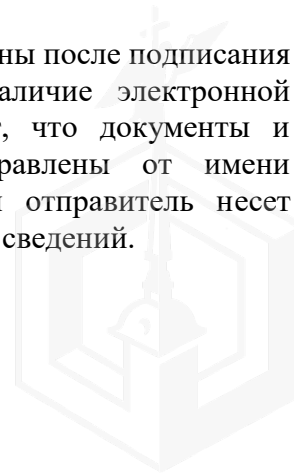 ны после подписания
аличие электронной
, что документы и
равлены от имени
отправитель несет
сведений.